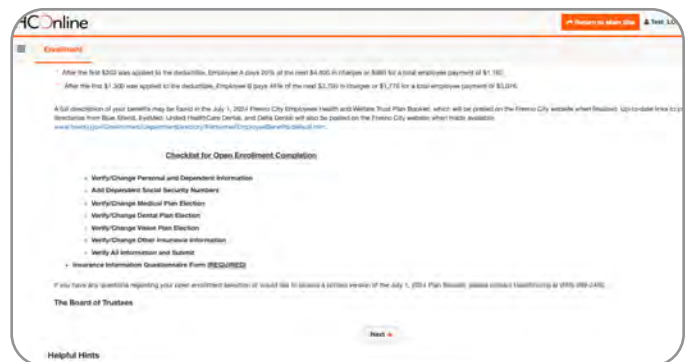 HCOnline
Return to Main Site
Test
Enrollment
* After the first $200 was applied to the deductible, Employee A pays 20% of the next $4,800 in charges or $960 for a total employee payment of $1,160.
** After the first $1,300 was applied to the deductible, Employee B pays of the next $3,700 in charges or for a total employee payment of
A full description of your benefits may be found in the July 1, 2024 Fresno City Employees Health and Welfare Trust Plan Booklet, which will be posted on the Fresno City website when finalized. Up-to-date links to
directories from Blue Shield, EyeMed, United HealthCare Dental, and Delta Dental will also be posted on the Fresno City website when made available
Checklist for Open Enrollment Completion
Verify/Change Personal and Dependent Information
Add Dependent Social Security Numbers
Verify/Change Medical Plan Election
Verify/Change Dental Plan Election
Verify/Change Vision Plan Election
Verify/Change Other Insurance Information
Verify All Information and Submit
Insurance Information Questionnaire Form (REQUIRED)
If you have any questions regarding your open enrollment selection or would like to receive a printed version of the July 1, 2024 Plan Booklet, please contact HealthComp at
The Board of Trustees
Next
Helpful Hints